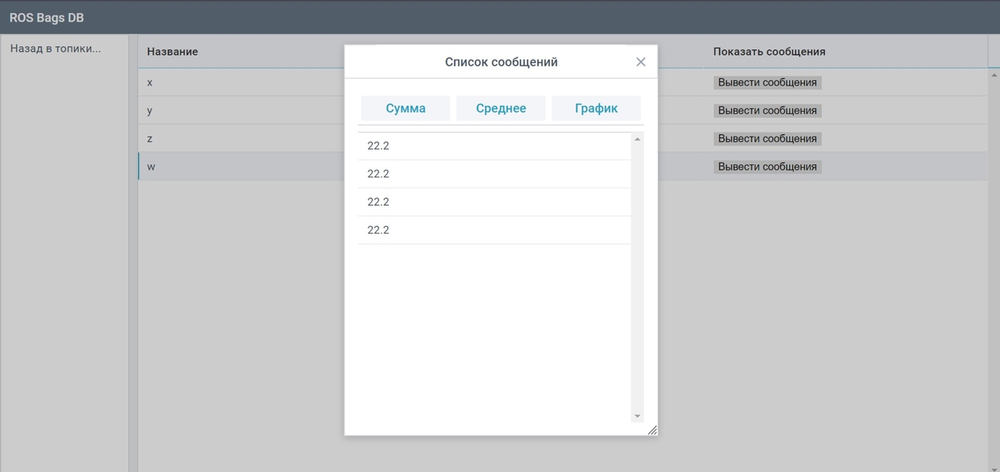 ROS Bags DB
Назад в топики...
Название
Показать сообщения
x
Вывести сообщения
y
Вывести сообщения
z
Вывести сообщения
w
Вывести сообщения
Список сообщений
Сумма
Среднее
График
22.2
22.2
22.2
22.2